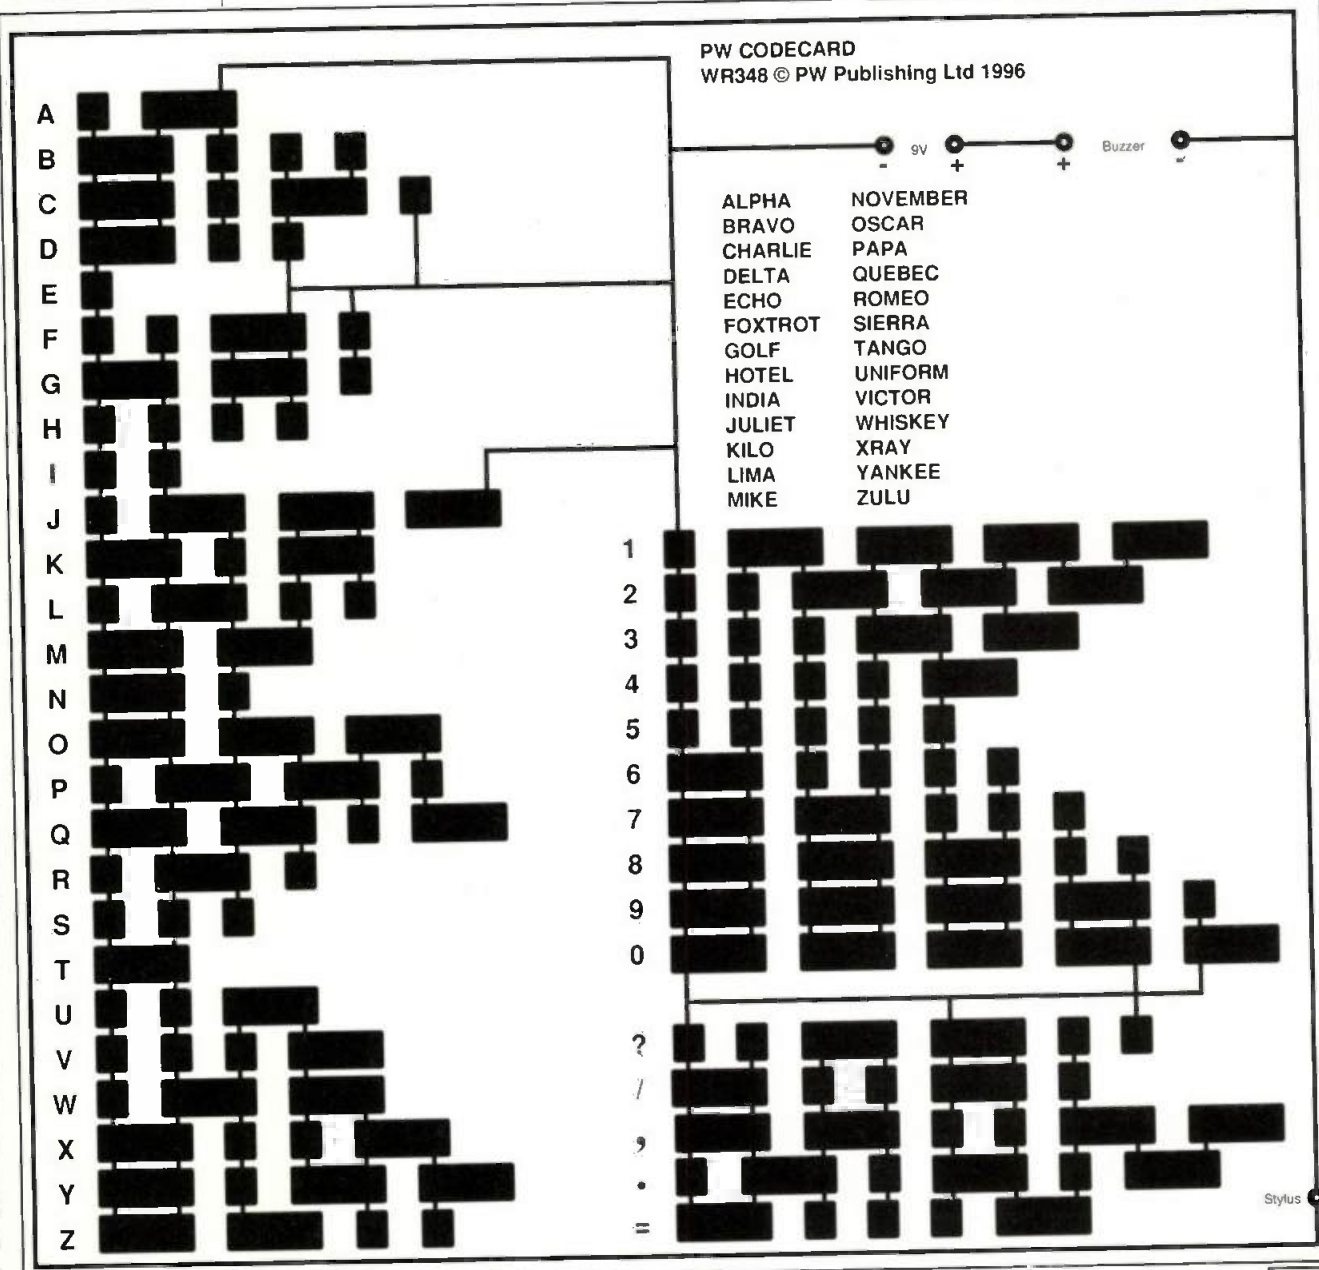 PW CODECARD
WR348 © PW Publishing Ltd 1996
- 9V + + Buzzer -
ALPHA NOVEMBER
BRAVO OSCAR
CHARLIE PAPA
DELTA QUEBEC
ECHO ROMEO
FOXTROT SIERRA
GOLF TANGO
HOTEL UNIFORM
INDIA VICTOR
JULIET WHISKEY
KILO XRAY
LIMA YANKEE
MIKE ZULU
A
B
C
D
E
F
G
H
I
J
K
L
M
N
O
P
Q
R
S
T
U
V
W
X
Y
Z
1
2
3
4
5
6
7
8
9
0
?
/
,
.
=
Stylus